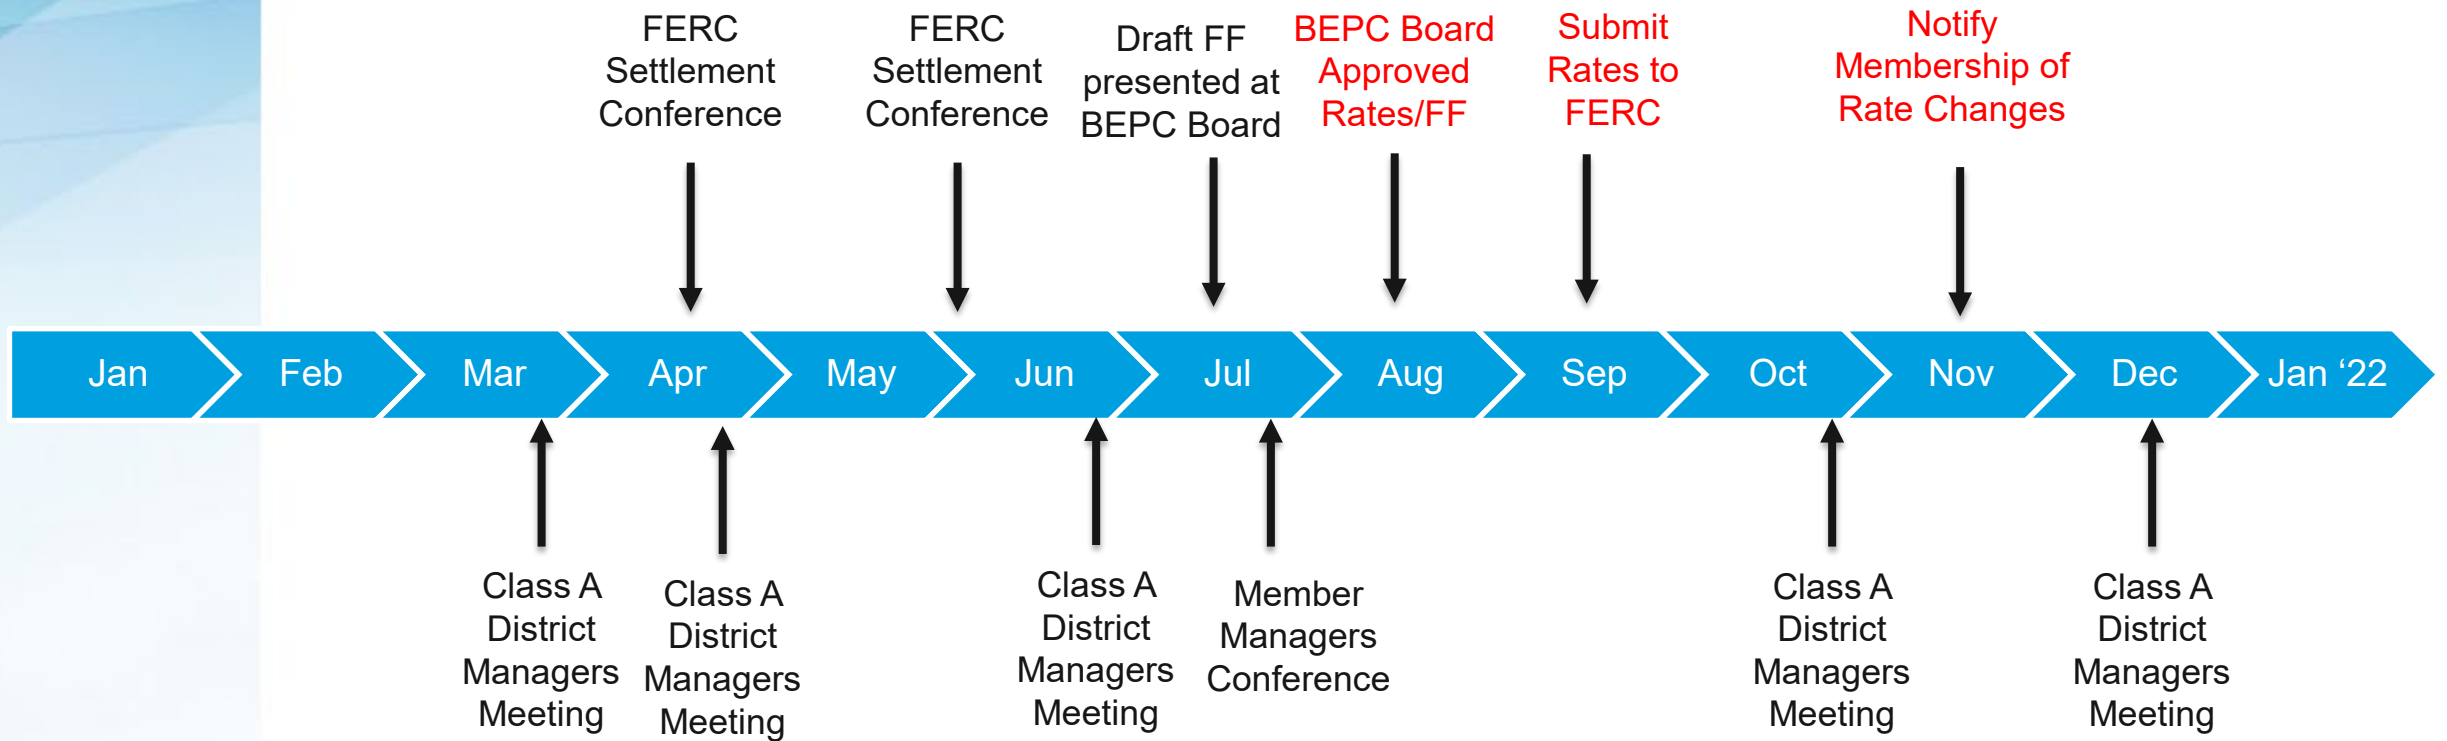 FERC
Settlement
Conference
FERC
Settlement
Conference
Draft FF
presented at
BEPC Board
BEPC Board
Approved
Rates/FF
Submit
Rates to
FERC
Notify
Membership of
Rate Changes
Jan
Feb
Mar
Apr
May
Jun
Jul
Aug
Sep
Oct
Nov
Dec
Jan ‘22
Class A
District
Managers
Meeting
Class A
District
Managers
Meeting
Class A
District
Managers
Meeting
Member
Managers
Conference
Class A
District
Managers
Meeting
Class A
District
Managers
Meeting